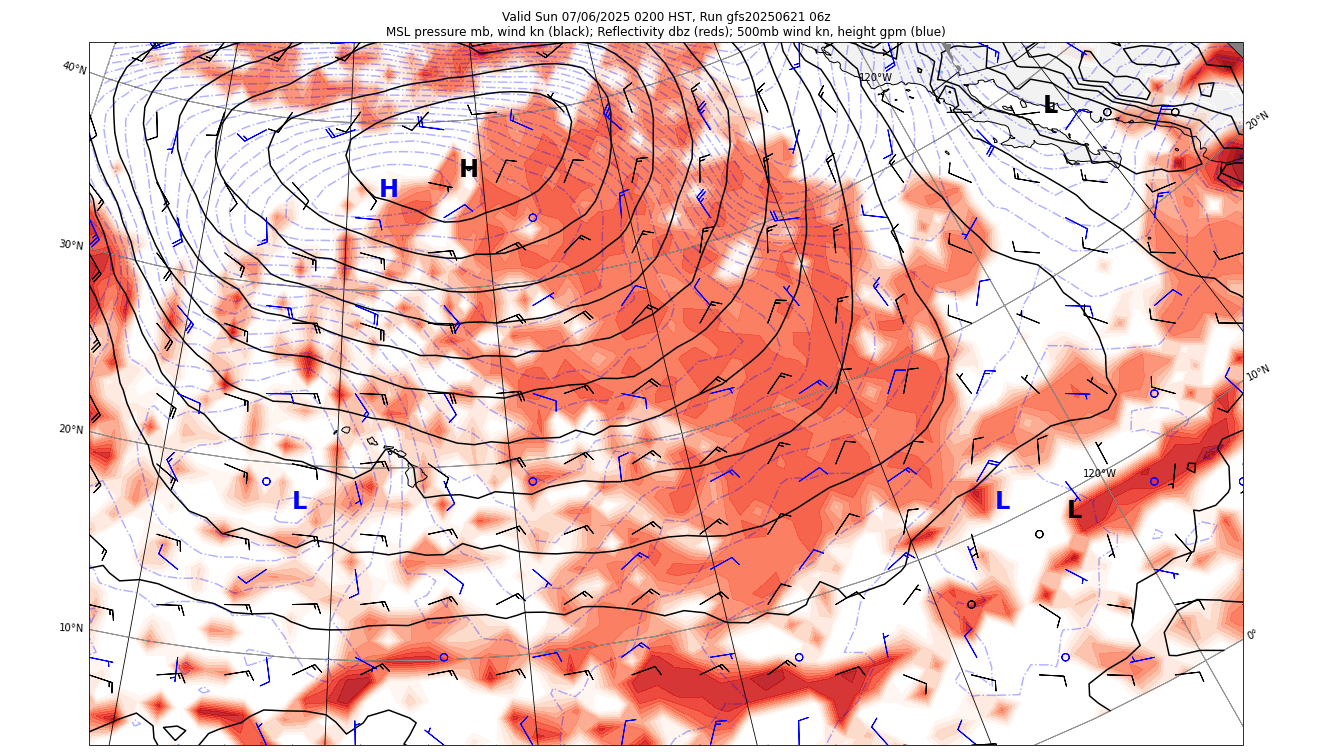 Valid Sun 07/06/2025 0200 HST, Run gfs20250621 06z
MSL pressure mb, wind kn (black); Reflectivity dbz (reds); 500mb wind kn, height gpm (blue)
40°N
120°W
L
20°N
H
H
30°N
10°N
20°N
120°W
L
L
L
10°N
0°